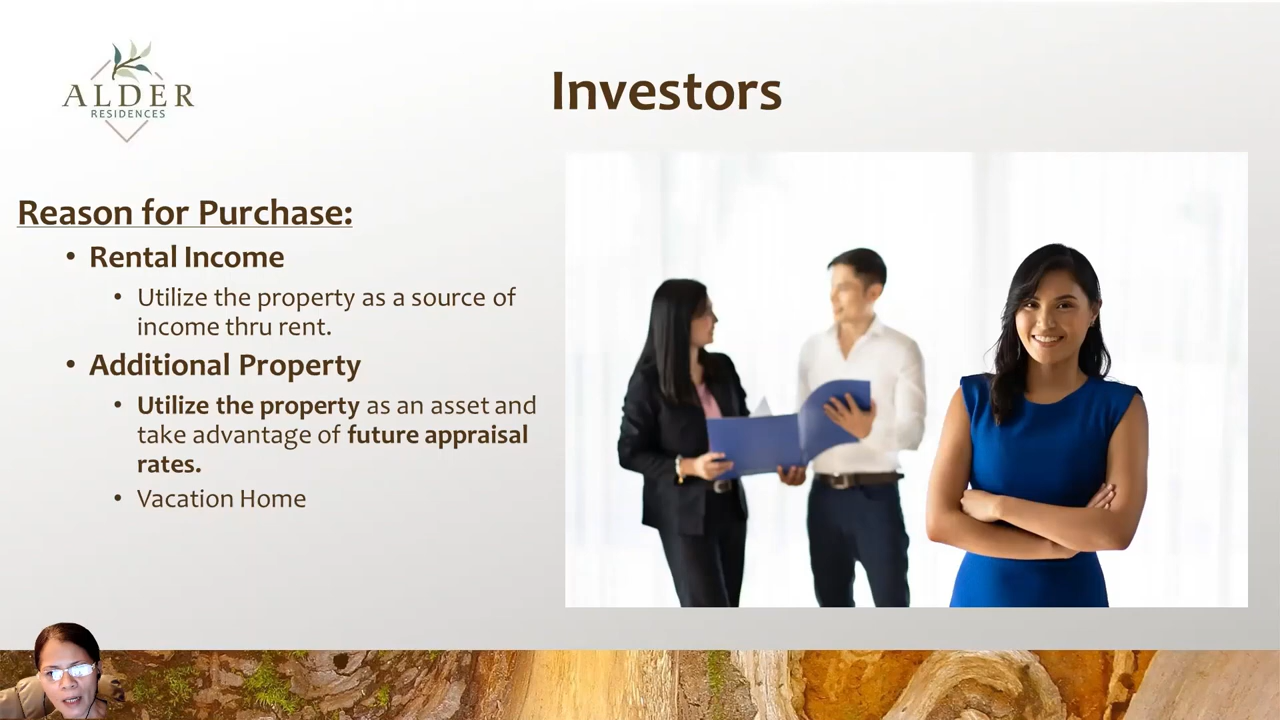 ALDER
RESIDENCES
Investors
Reason for Purchase:
• Rental Income
• Utilize the property as a source of
income thru rent.
• Additional Property
• Utilize the property as an asset and
take advantage of future appraisal
rates.
• Vacation Home